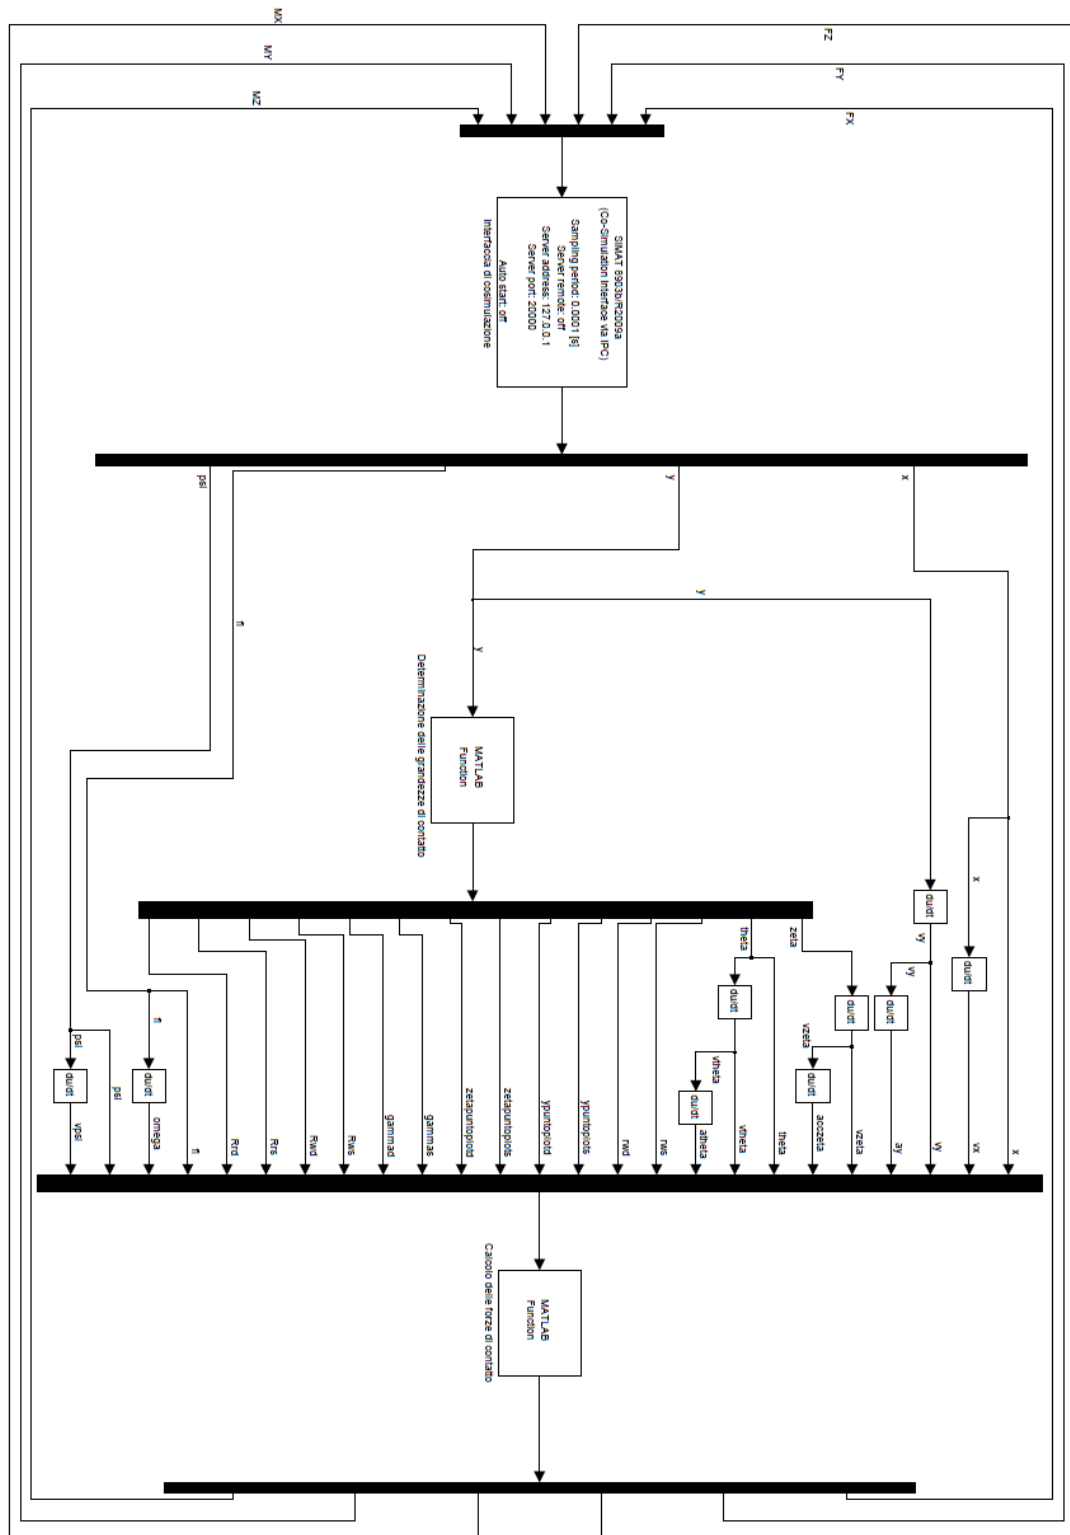 FX
FY
FZ
MX
MY
MZ
SIMAT 8903b/R2009a
(Co-Simulation Interface via IPC)
Sampling period: 0.0001 [s]
Server remote: off
Server address: 127.0.0.1
Server port: 20000
Auto start: off
Interfaccia di cosimulazione
x
y
fi
psi
y
y
MATLAB
Function
Determinazione delle grandezze di contatto
x
du/dt
du/dt
vy
vy
du/dt
zeta
du/dt
vzeta
du/dt
theta
du/dt
vtheta
du/dt
fi
du/dt
psi
du/dt
x
vx
vy
ay
vzeta
acczeta
theta
vtheta
atheta
rws
rwd
ypuntopiots
ypuntopiotd
zetapuntopiots
zetapuntopiotd
gammas
gammad
Rws
Rwd
Rrs
Rrd
fi
omega
psi
vpsi
MATLAB
Function
Calcolo delle forze di contatto